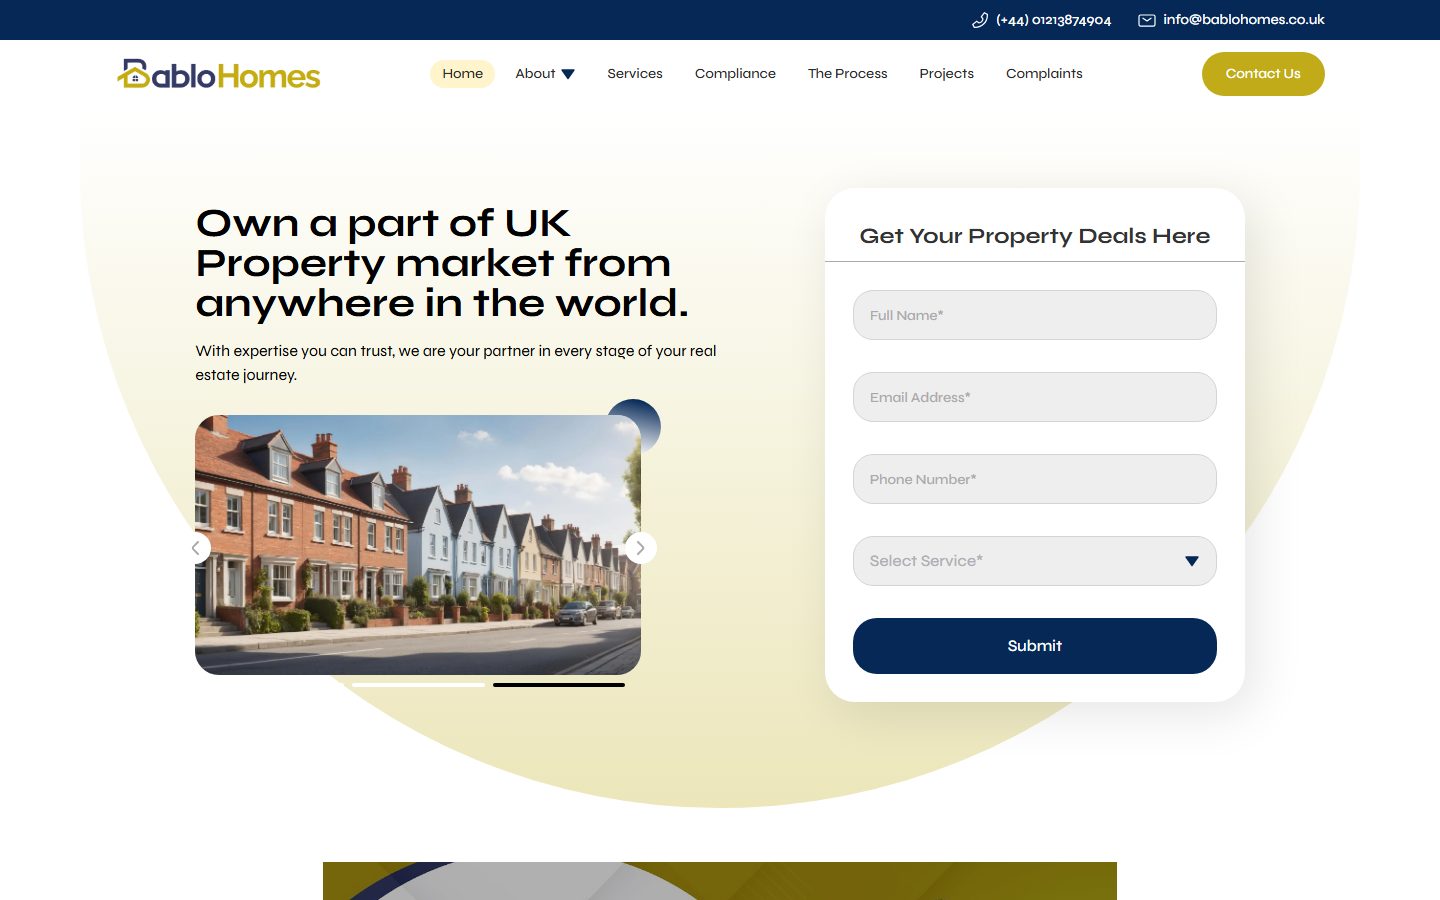 (+44) 01213874904
info@bablohomes.co.uk
Bablo Homes
Home
About
Services
Compliance
The Process
Projects
Complaints
Contact Us
Own a part of UK
Property market from
anywhere in the world.
With expertise you can trust, we are your partner in every stage of your real
estate journey.
Get Your Property Deals Here
Full Name*
Email Address*
Phone Number*
Select Service*
Submit